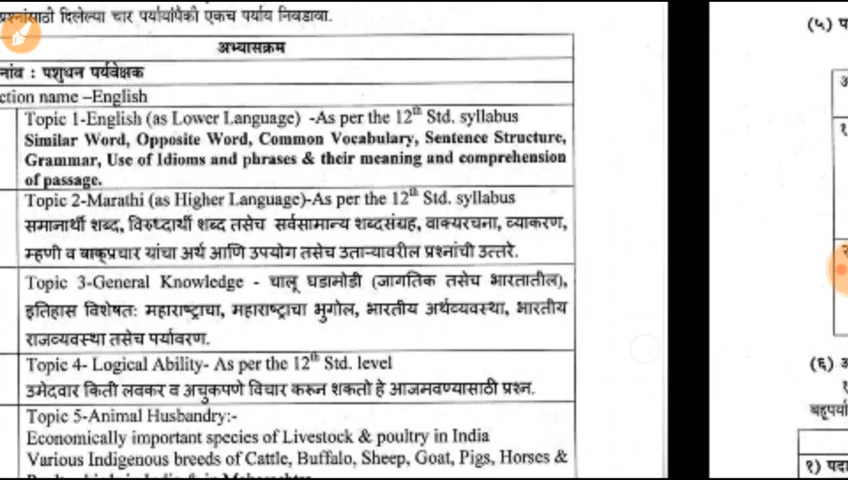 प्रश्नांसाठी दिलेल्या चार पर्यायांपैकी एकच पर्याय निवडावा.
अभ्यासक्रम
नांव : पशुधन पर्यवेक्षक
ction name –English
Topic 1-English (as Lower Language) -As per the 12th Std. syllabus
Similar Word, Opposite Word, Common Vocabulary, Sentence Structure,
Grammar, Use of Idioms and phrases & their meaning and comprehension
of passage.
Topic 2-Marathi (as Higher Language)-As per the 12th Std. syllabus
समानार्थी शब्द, विरुध्दार्थी शब्द तसेच सर्वसामान्य शब्दसंग्रह, वाक्यरचना, व्याकरण,
म्हणी व वाक्प्रचार यांचा अर्थ आणि उपयोग तसेच उताऱ्यावरील प्रश्नांची उत्तरे.
Topic 3-General Knowledge - चालू घडामोडी (जागतिक तसेच भारतातील),
इतिहास विशेषतः महाराष्ट्राचा, महाराष्ट्राचा भुगोल, भारतीय अर्थव्यवस्था, भारतीय
राजव्यवस्था तसेच पर्यावरण.
Topic 4- Logical Ability- As per the 12th Std. level
उमेदवार किती लवकर व अचुकपणे विचार करुन शकतो हे आजमवण्यासाठी प्रश्न.
Topic 5-Animal Husbandry:-
Economically important species of Livestock & poultry in India
Various Indigenous breeds of Cattle, Buffalo, Sheep, Goat, Pigs, Horses &
(५) प
१
(६) अ
१
बहूपर्या
१) पदा